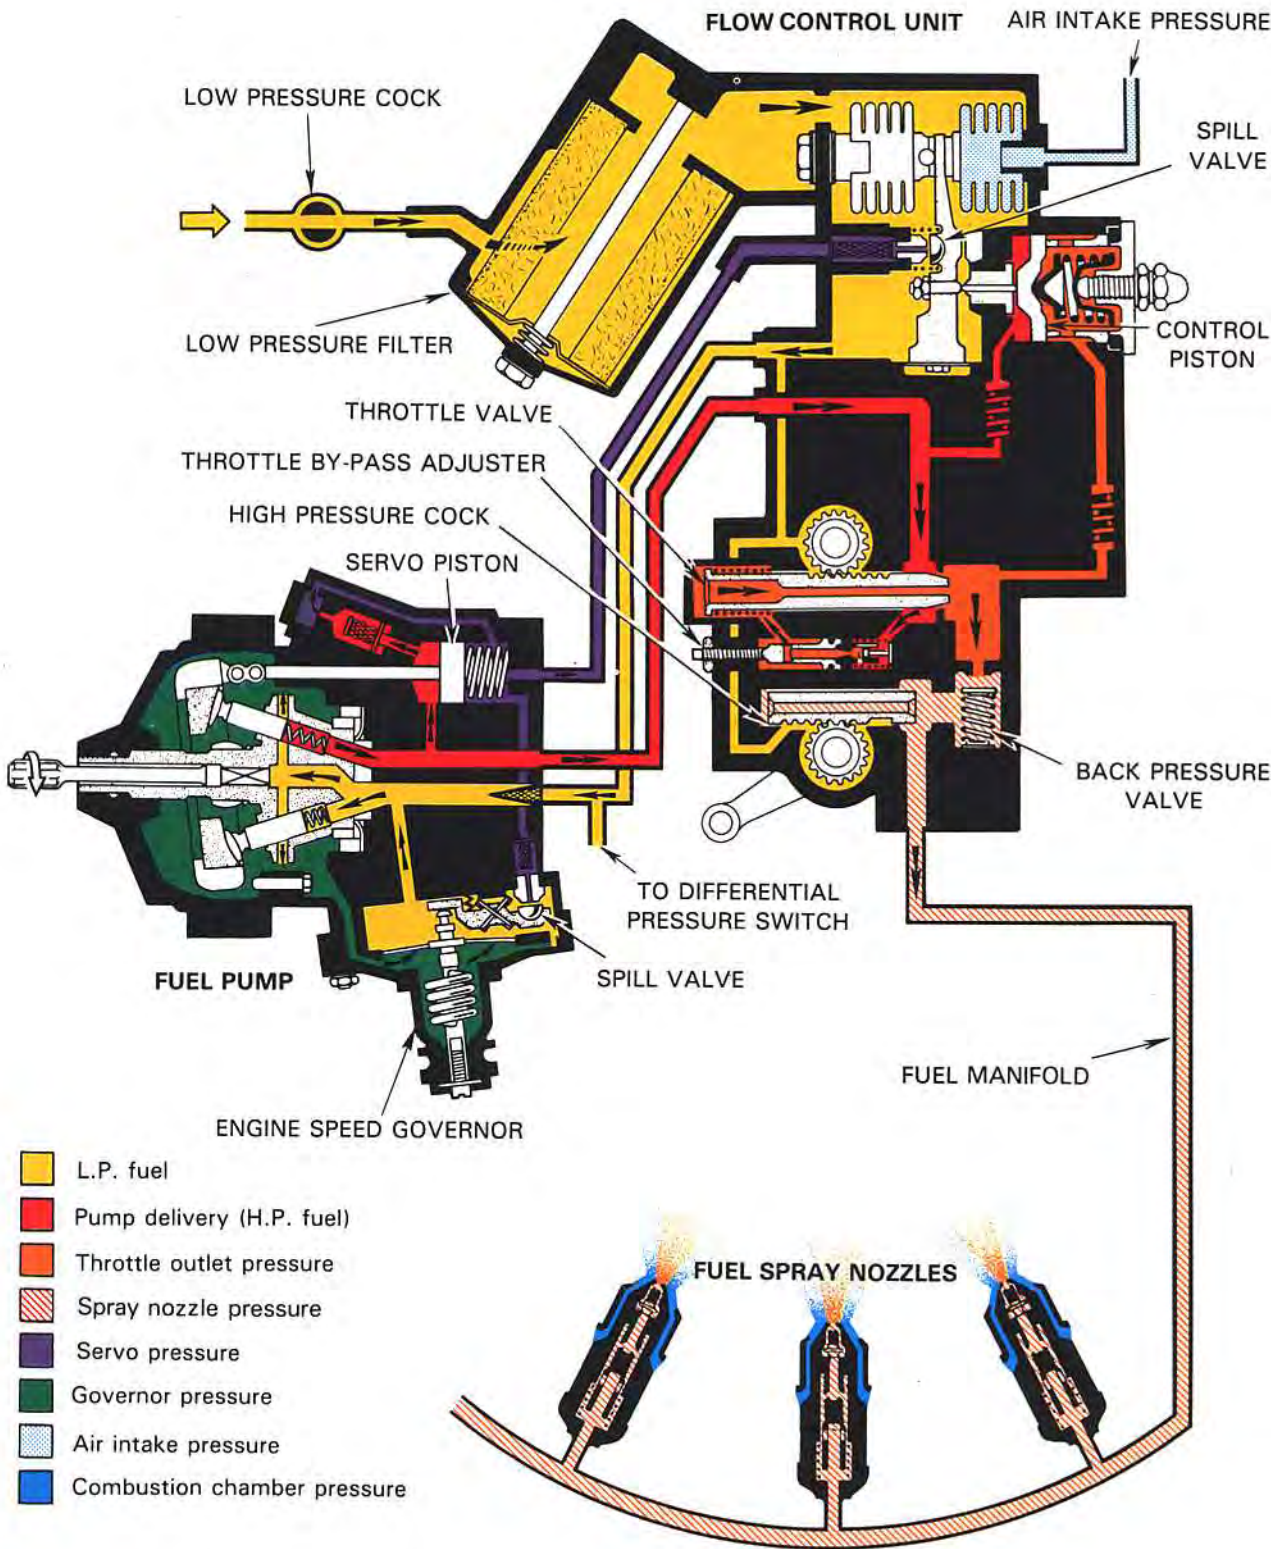 FLOW CONTROL UNIT
AIR INTAKE PRESSURE
LOW PRESSURE COCK
SPILL
VALVE
LOW PRESSURE FILTER
CONTROL
PISTON
THROTTLE VALVE
THROTTLE BY-PASS ADJUSTER
HIGH PRESSURE COCK
SERVO PISTON
BACK PRESSURE
VALVE
TO DIFFERENTIAL
PRESSURE SWITCH
FUEL PUMP
SPILL VALVE
FUEL MANIFOLD
ENGINE SPEED GOVERNOR
L.P. fuel
Pump delivery (H.P. fuel)
Throttle outlet pressure
Spray nozzle pressure
Servo pressure
Governor pressure
Air intake pressure
Combustion chamber pressure
FUEL SPRAY NOZZLES